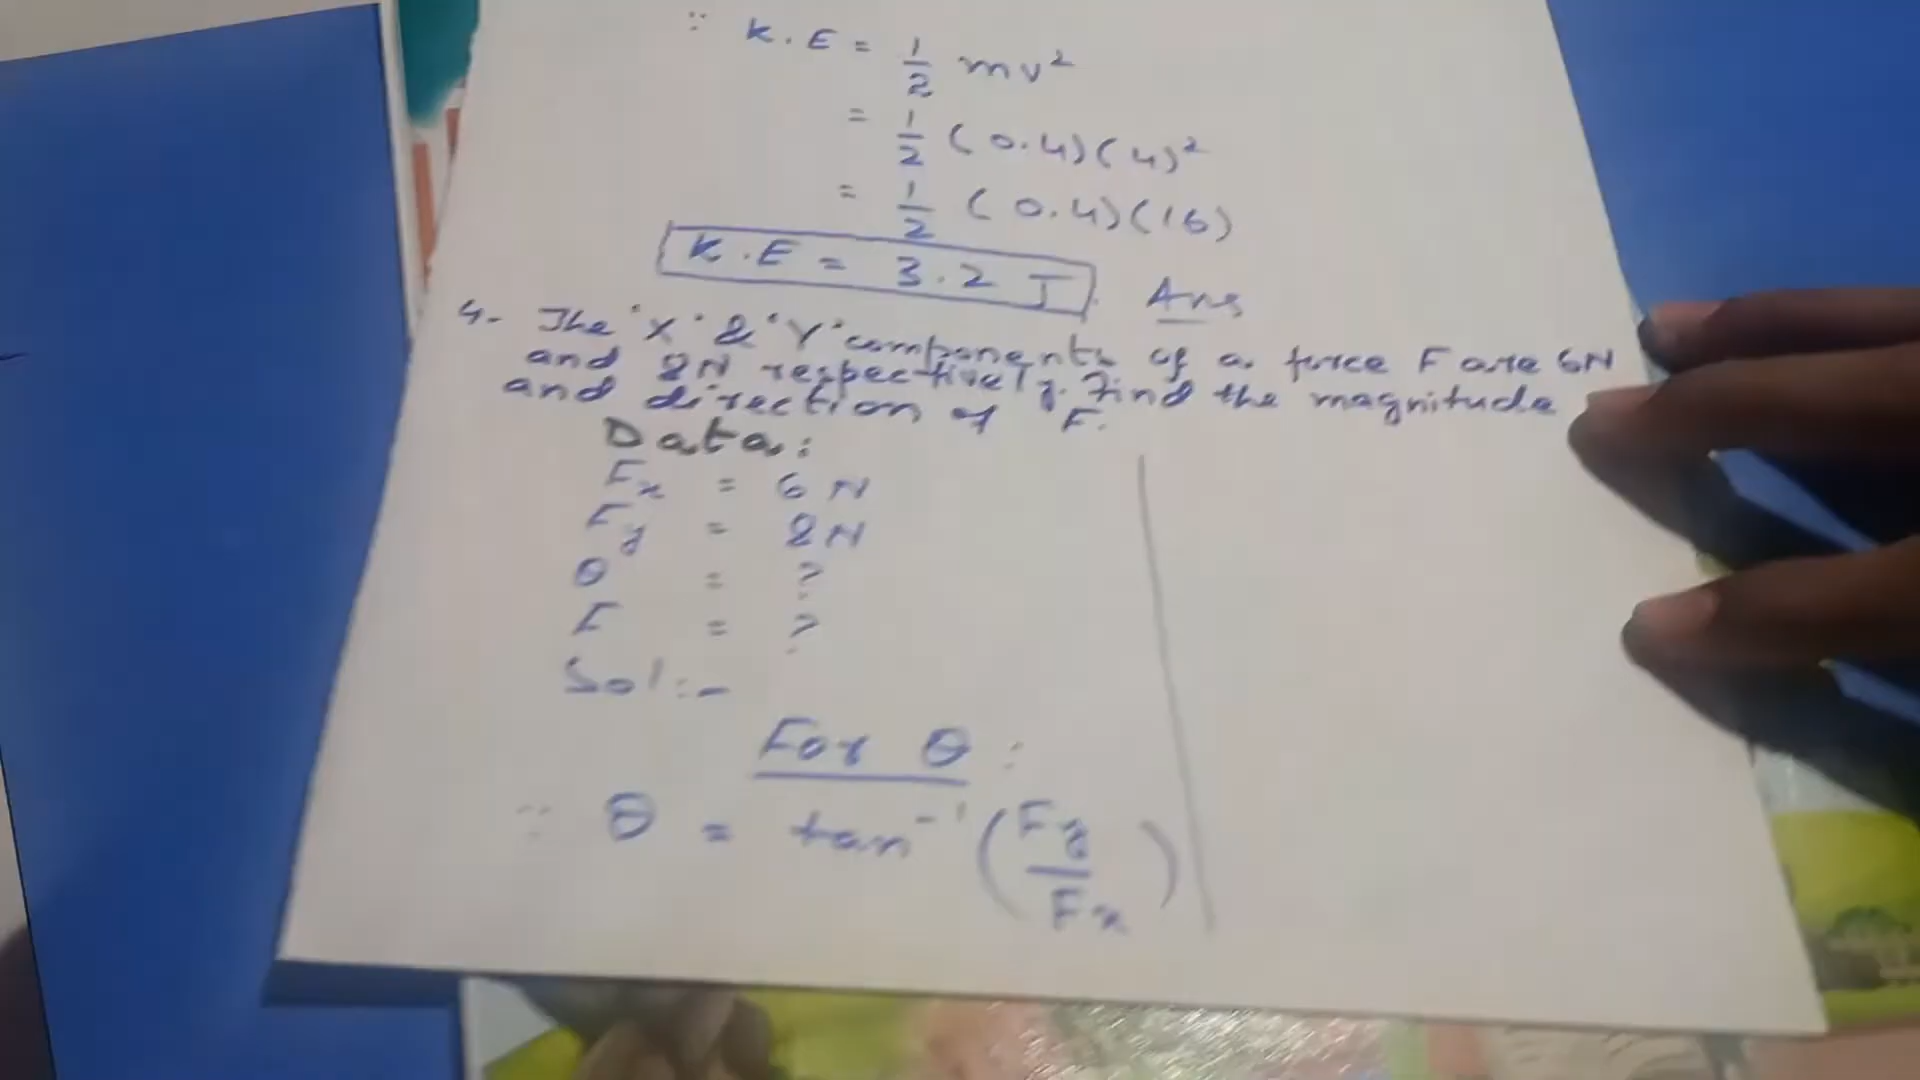 ∵ K.E = 1/2 mv²
= 1/2 (0.4)(4)²
= 1/2 (0.4)(16)
K.E = 3.2 J Ans
4- The 'X' & 'Y' components of a force F are 6N
and 8N respectively. Find the magnitude
and direction of F.
Data:
Fx = 6 N
Fy = 8 N
θ = ?
F = ?
Sol:-
For θ:
∵ θ = tan⁻¹ (Fy/Fx)